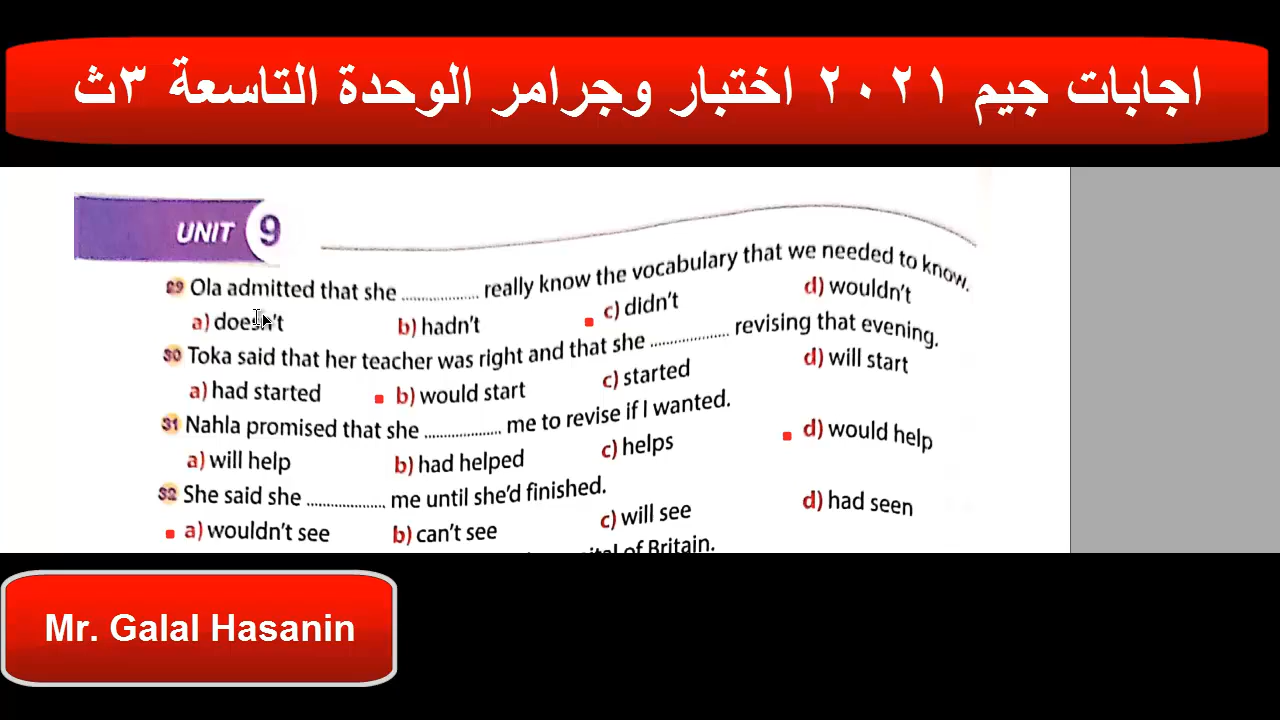 اجابات جيم ٢٠٢١ اختبار وجرامر الوحدة التاسعة ٣ث
UNIT 9
29 Ola admitted that she .................. really know the vocabulary that we needed to know.
a) doesn't b) hadn't c) didn't d) wouldn't
30 Toka said that her teacher was right and that she .................. revising that evening.
a) had started b) would start c) started d) will start
31 Nahla promised that she .................. me to revise if I wanted.
a) will help b) had helped c) helps d) would help
32 She said she .................. me until she'd finished.
a) wouldn't see b) can't see c) will see d) had seen
of Britain.
Mr. Galal Hasanin